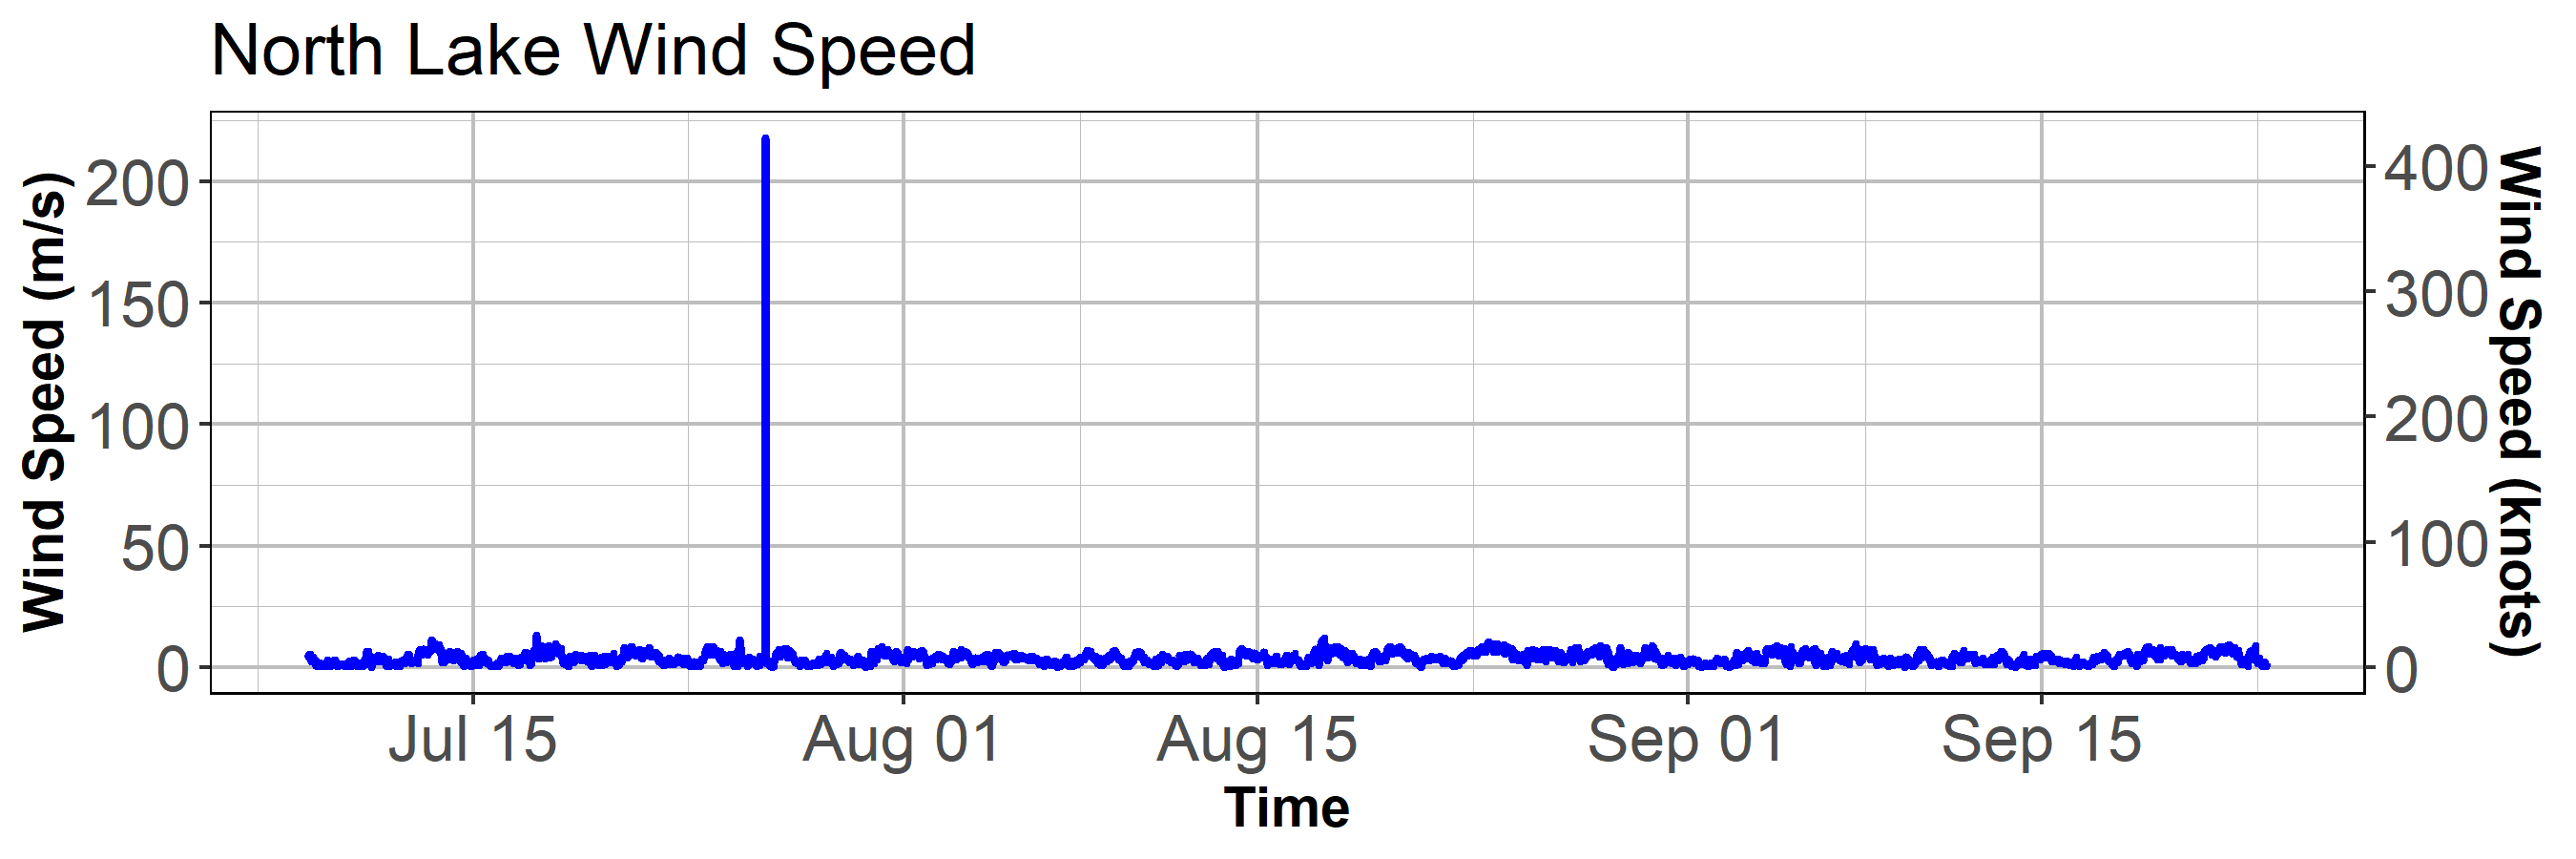 North Lake Wind Speed
Wind Speed (m/s)
200
150
100
50
0
400
300
200
100
0
Wind Speed (knots)
Jul 15
Aug 01
Aug 15
Sep 01
Sep 15
Time